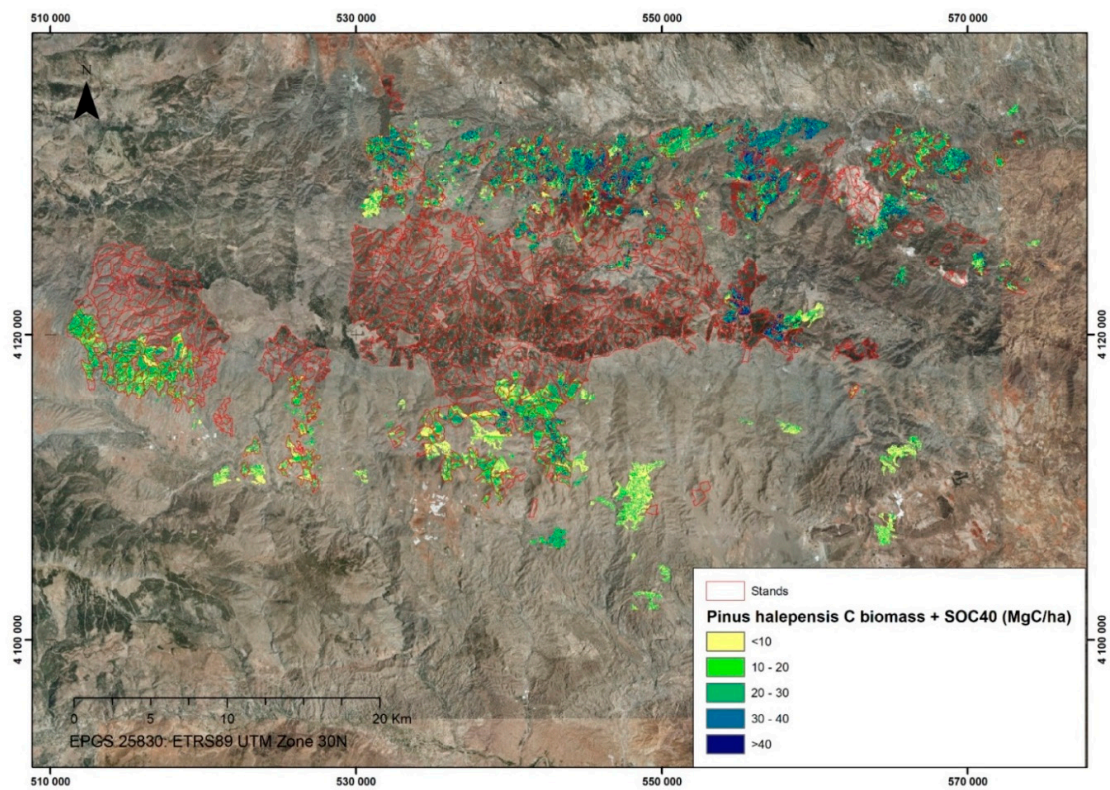 510 000 530 000 550 000 570 000
N
4 120 000 4 120 000
Stands
Pinus halepensis C biomass + SOC40 (MgC/ha)
<10
10 - 20
20 - 30
30 - 40
>40
4 100 000 4 100 000
0 5 10 20 Km
EPGS 25830: ETRS89 UTM Zone 30N
510 000 530 000 550 000 570 000